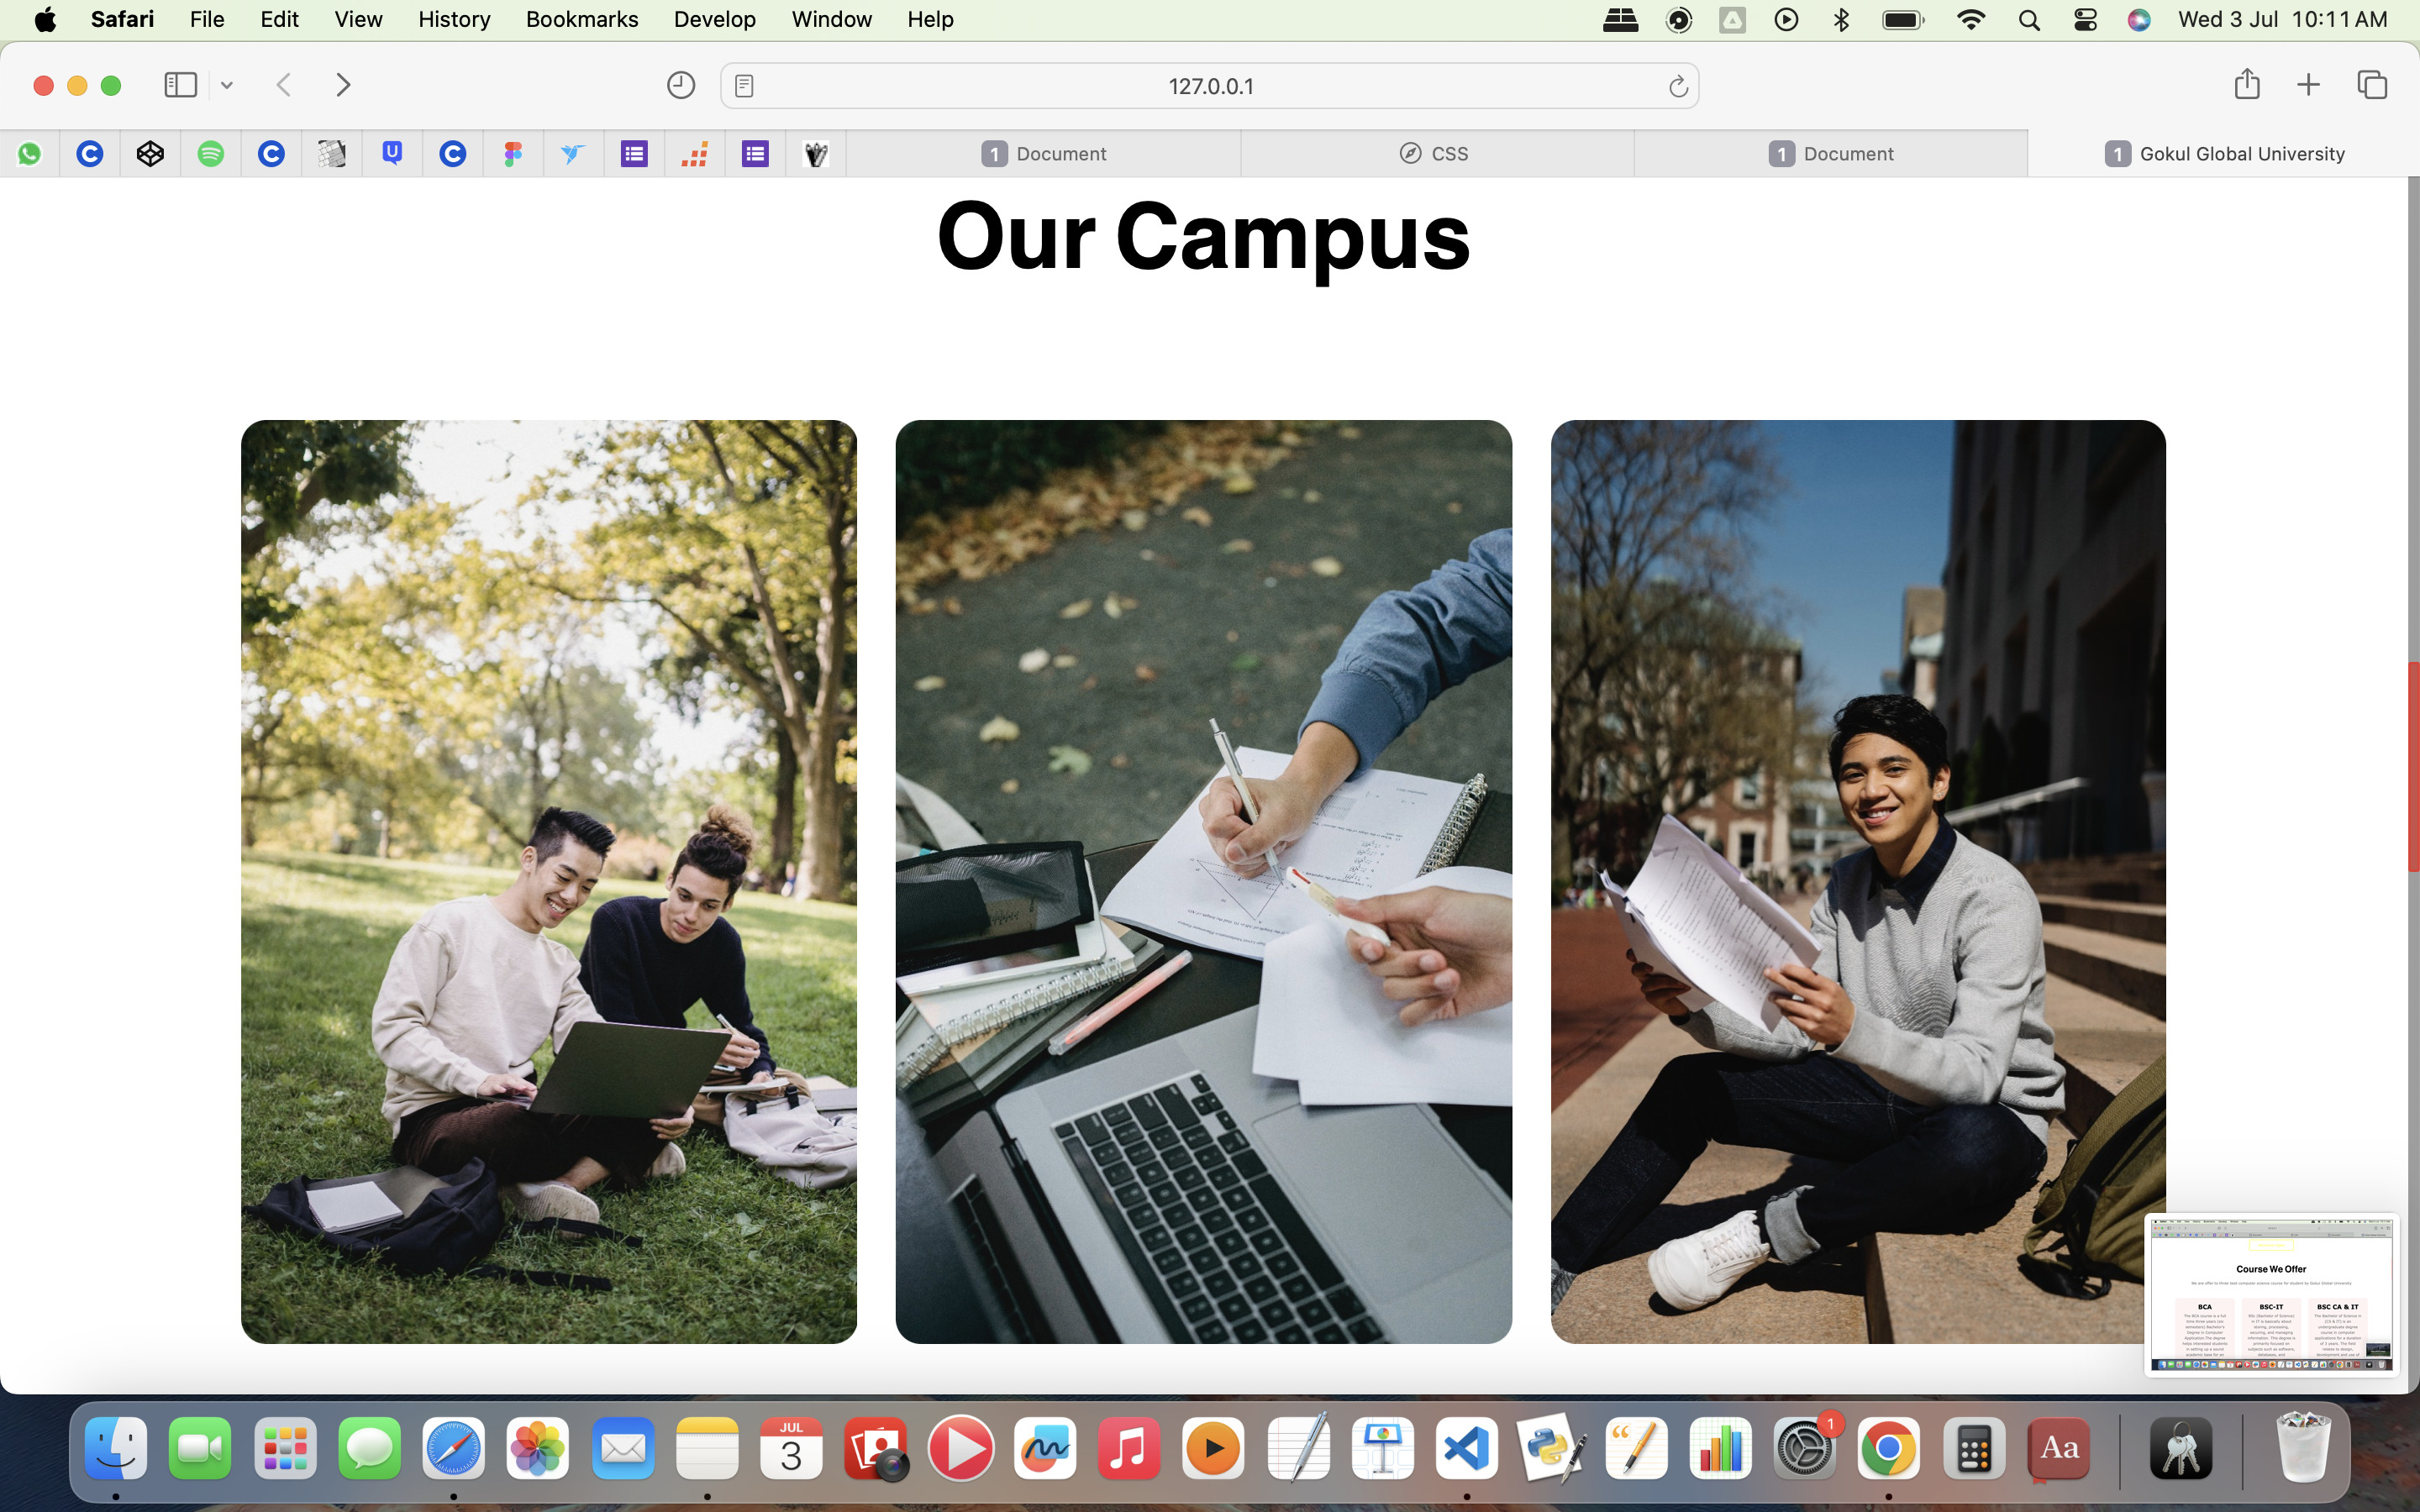 Safari File Edit View History Bookmarks Develop Window Help Wed 3 Jul 10:11 AM
127.0.0.1
1 Document CSS 1 Document 1 Gokul Global University
Our Campus
Course We Offer
BCA BSC-IT BSC CA & IT
JUL
3
1
Aa